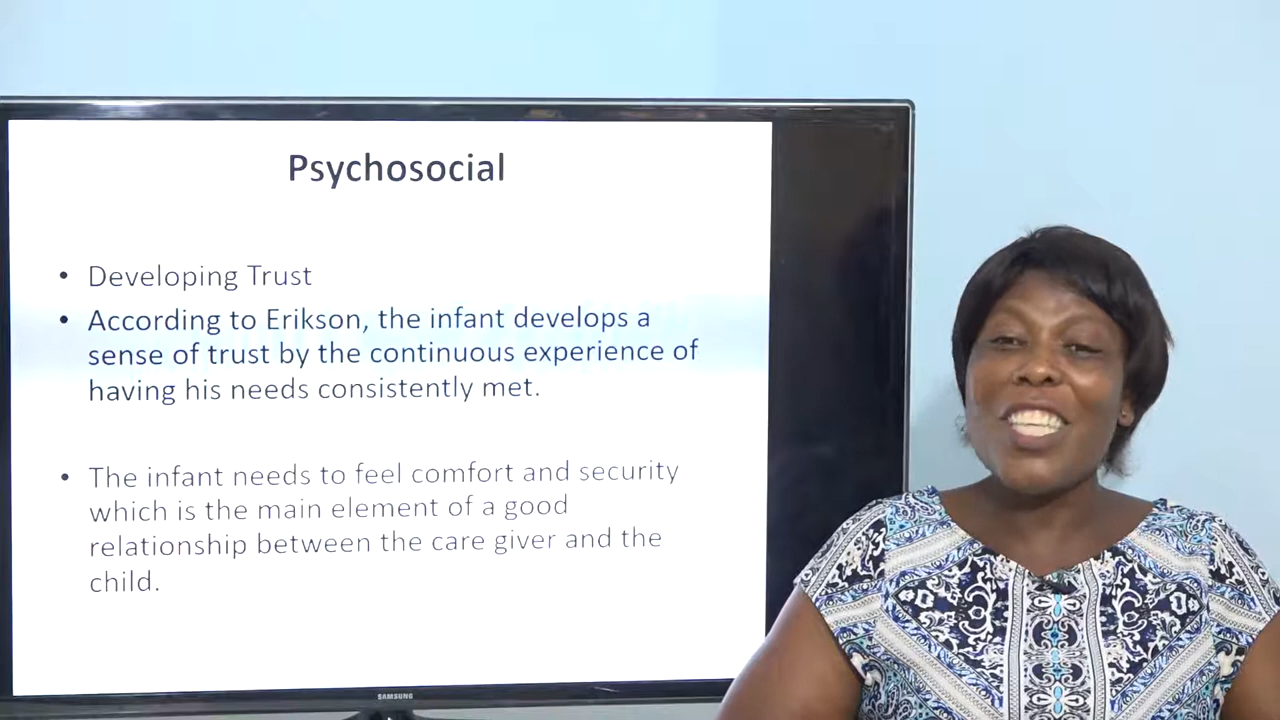 Psychosocial
• Developing Trust
• According to Erikson, the infant develops a
sense of trust by the continuous experience of
having his needs consistently met.
• The infant needs to feel comfort and security
which is the main element of a good
relationship between the care giver and the
child.
SAMSUNG